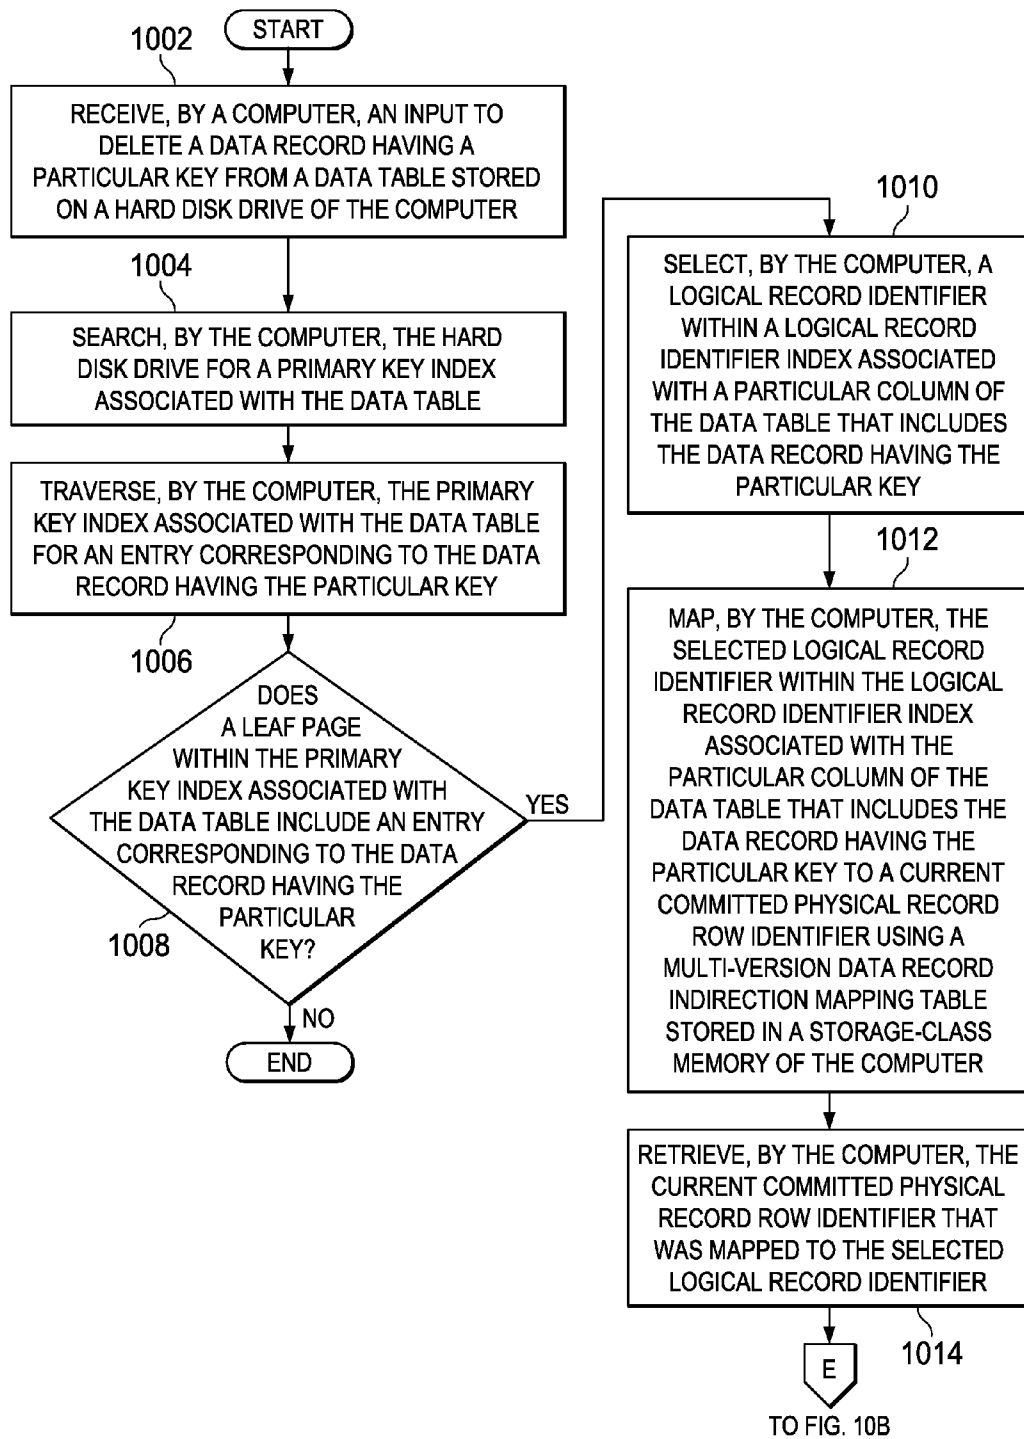 START
1002
RECEIVE, BY A COMPUTER, AN INPUT TO
DELETE A DATA RECORD HAVING A
PARTICULAR KEY FROM A DATA TABLE STORED
ON A HARD DISK DRIVE OF THE COMPUTER
1004
SEARCH, BY THE COMPUTER, THE HARD
DISK DRIVE FOR A PRIMARY KEY INDEX
ASSOCIATED WITH THE DATA TABLE
TRAVERSE, BY THE COMPUTER, THE PRIMARY
KEY INDEX ASSOCIATED WITH THE DATA TABLE
FOR AN ENTRY CORRESPONDING TO THE DATA
RECORD HAVING THE PARTICULAR KEY
1006
DOES
A LEAF PAGE
WITHIN THE PRIMARY
KEY INDEX ASSOCIATED WITH
THE DATA TABLE INCLUDE AN ENTRY
CORRESPONDING TO THE DATA
RECORD HAVING THE
PARTICULAR
KEY?
1008
YES
NO
END
1010
SELECT, BY THE COMPUTER, A
LOGICAL RECORD IDENTIFIER
WITHIN A LOGICAL RECORD
IDENTIFIER INDEX ASSOCIATED
WITH A PARTICULAR COLUMN OF
THE DATA TABLE THAT INCLUDES
THE DATA RECORD HAVING THE
PARTICULAR KEY
1012
MAP, BY THE COMPUTER, THE
SELECTED LOGICAL RECORD
IDENTIFIER WITHIN THE LOGICAL
RECORD IDENTIFIER INDEX
ASSOCIATED WITH THE
PARTICULAR COLUMN OF THE
DATA TABLE THAT INCLUDES THE
DATA RECORD HAVING THE
PARTICULAR KEY TO A CURRENT
COMMITTED PHYSICAL RECORD
ROW IDENTIFIER USING A
MULTI-VERSION DATA RECORD
INDIRECTION MAPPING TABLE
STORED IN A STORAGE-CLASS
MEMORY OF THE COMPUTER
RETRIEVE, BY THE COMPUTER, THE
CURRENT COMMITTED PHYSICAL
RECORD ROW IDENTIFIER THAT
WAS MAPPED TO THE SELECTED
LOGICAL RECORD IDENTIFIER
1014
E
TO FIG. 10B